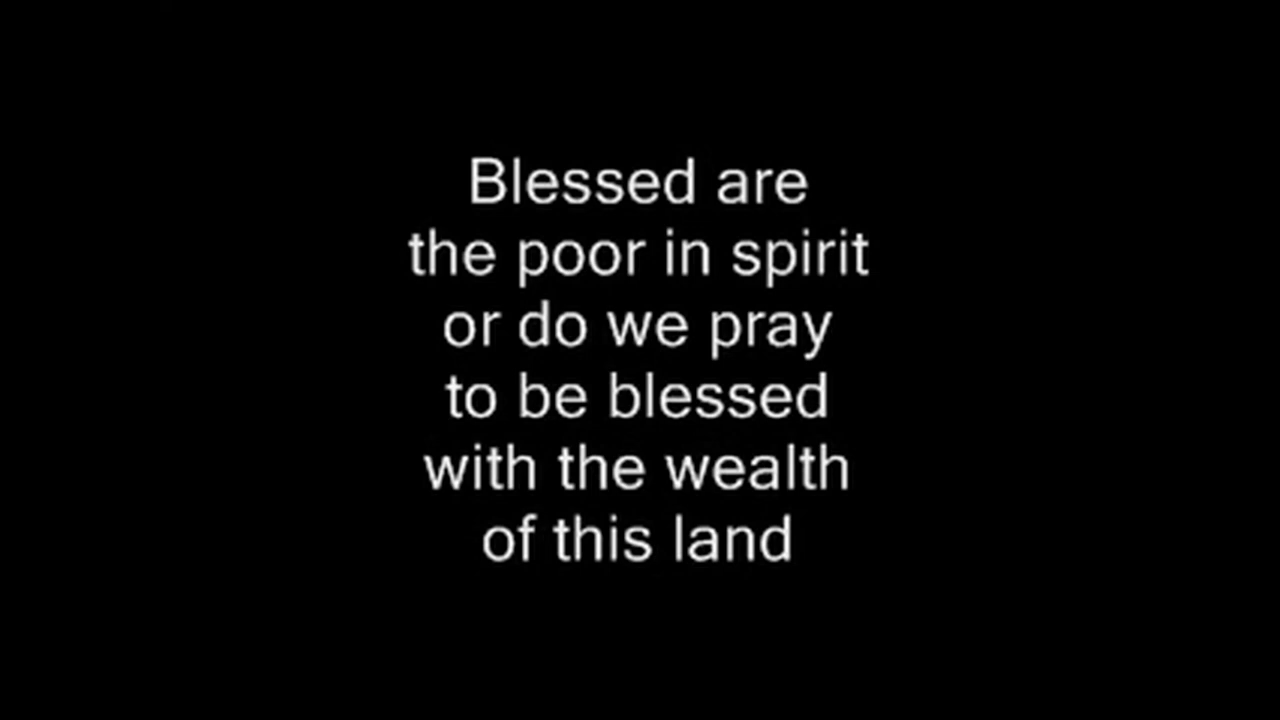 Blessed are
the poor in spirit
or do we pray
to be blessed
with the wealth
of this land